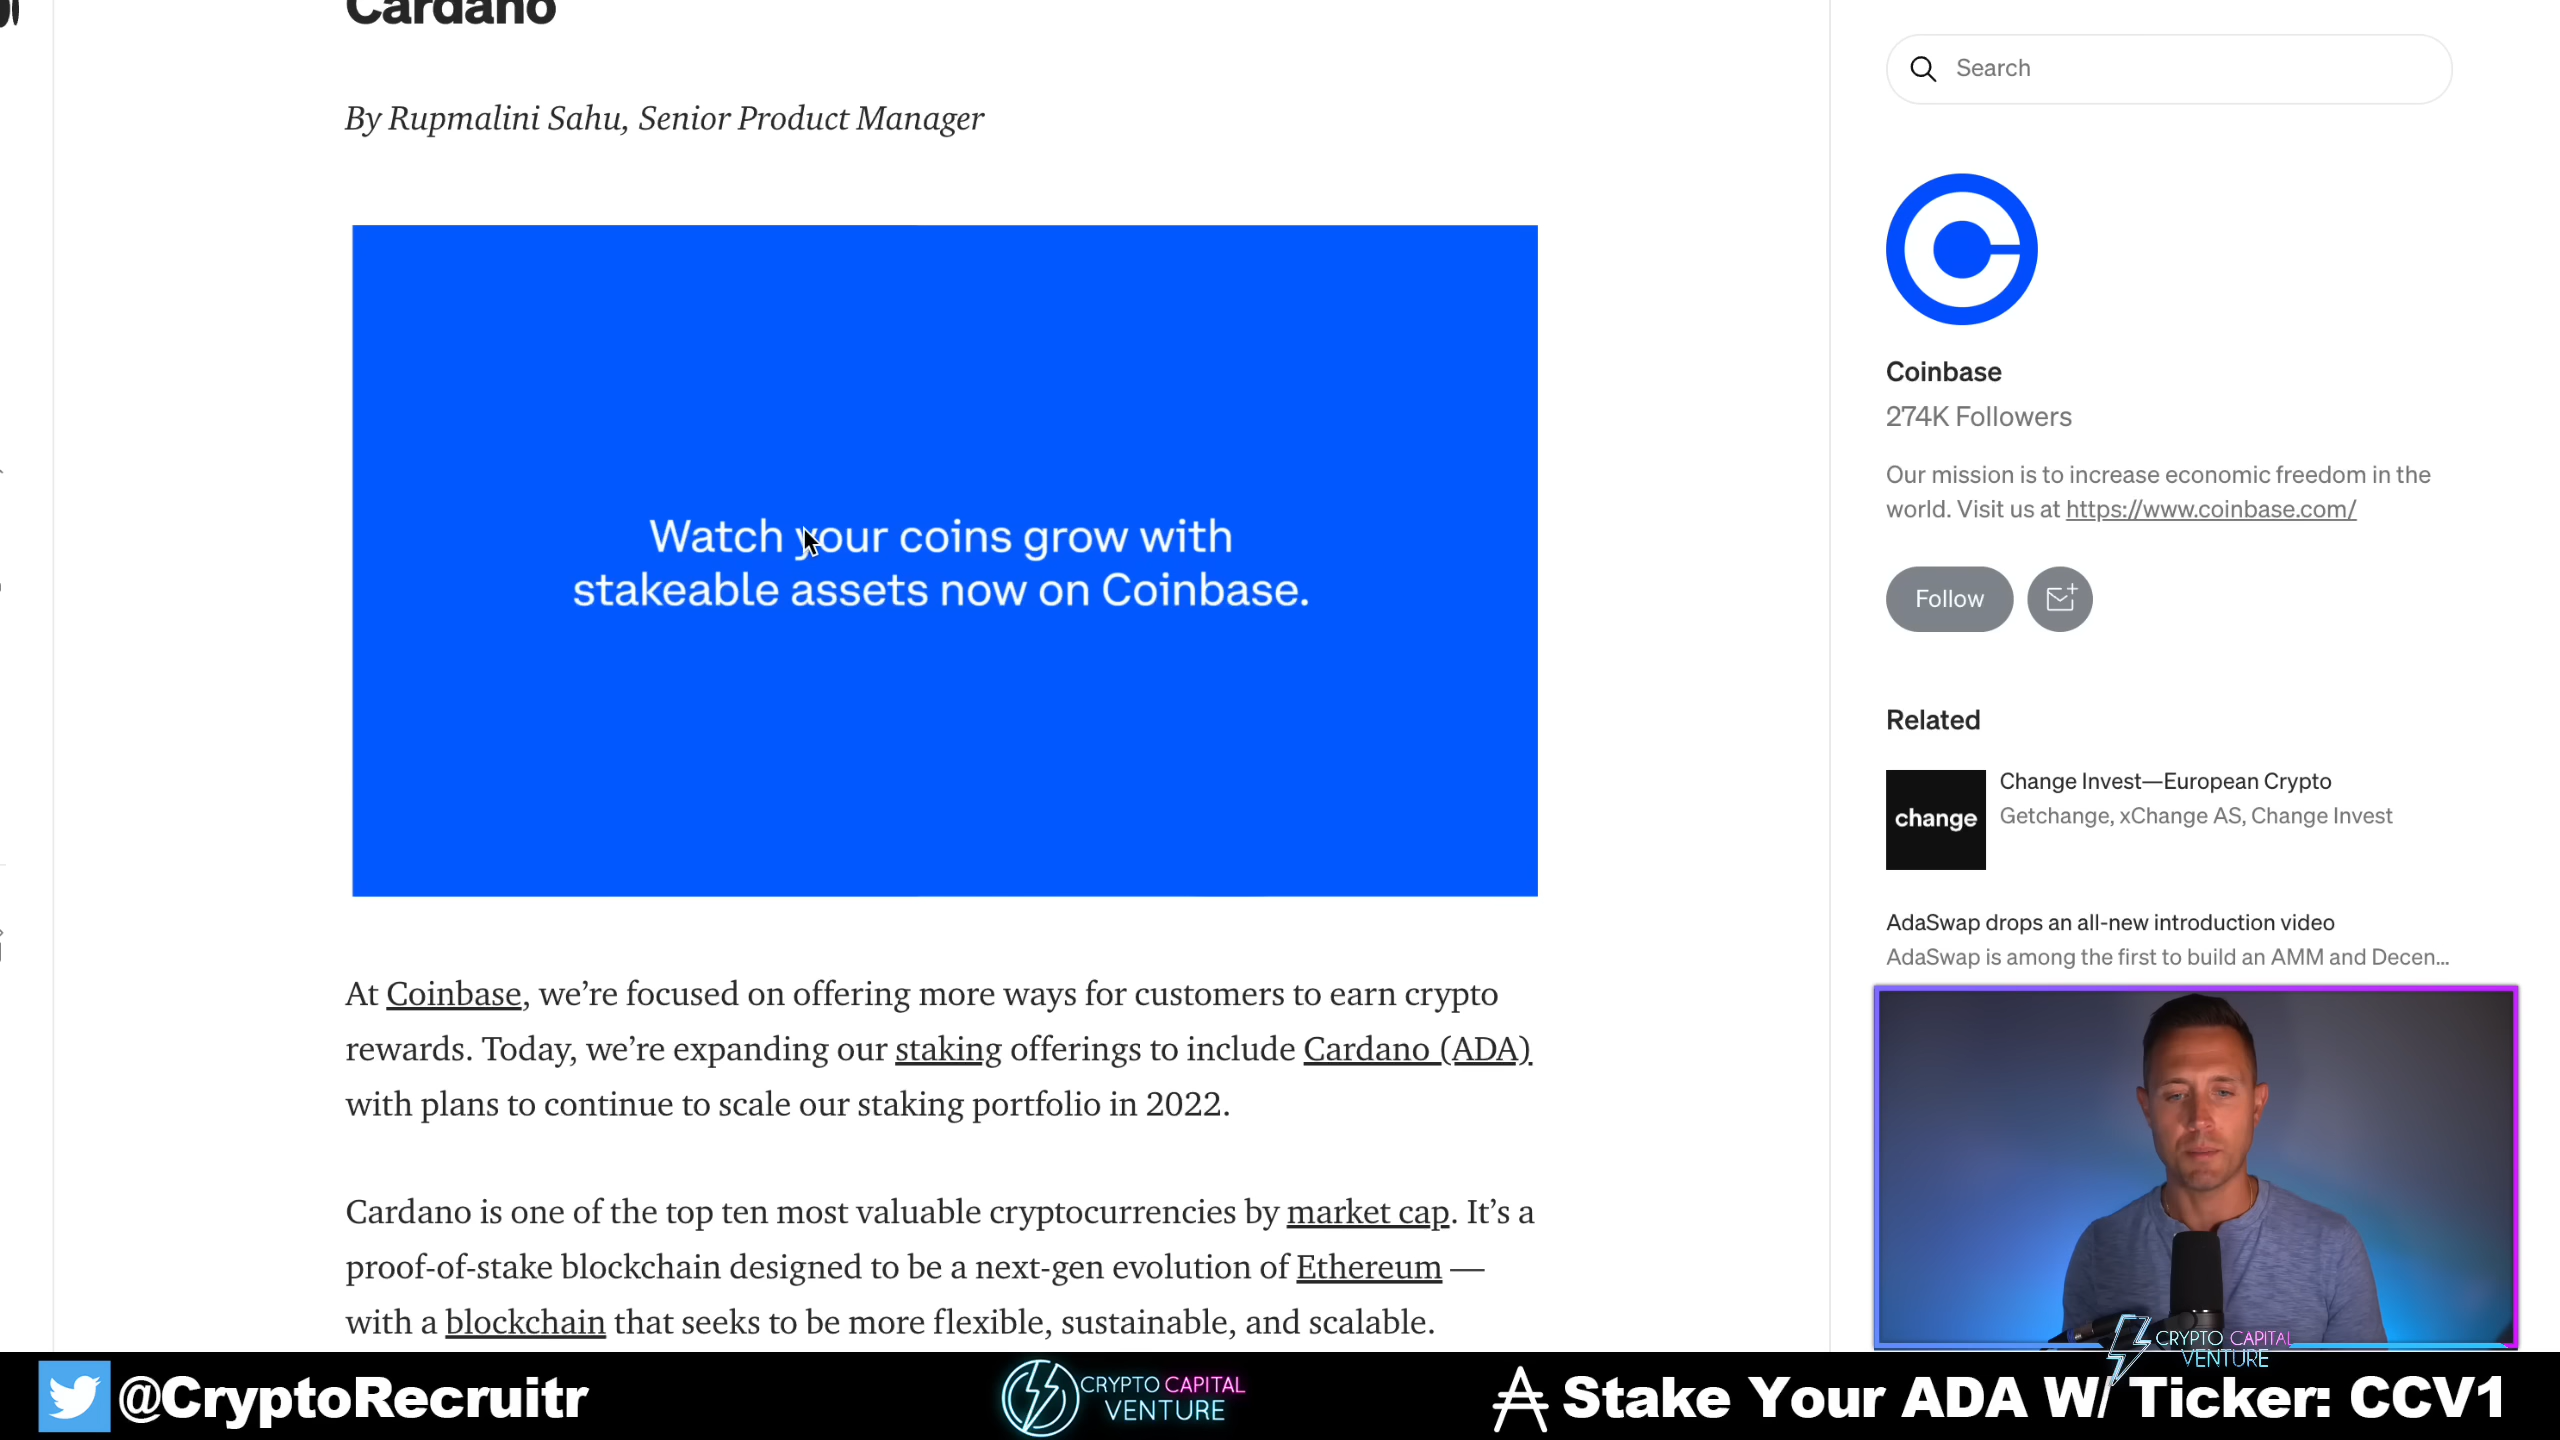 Cardano
By Rupmalini Sahu, Senior Product Manager
Watch your coins grow with
stakeable assets now on Coinbase.
At Coinbase, we’re focused on offering more ways for customers to earn crypto
rewards. Today, we’re expanding our staking offerings to include Cardano (ADA)
with plans to continue to scale our staking portfolio in 2022.
Cardano is one of the top ten most valuable cryptocurrencies by market cap. It’s a
proof-of-stake blockchain designed to be a next-gen evolution of Ethereum —
with a blockchain that seeks to be more flexible, sustainable, and scalable.
Search
Coinbase
274K Followers
Our mission is to increase economic freedom in the
world. Visit us at https://www.coinbase.com/
Follow
Related
change
Change Invest—European Crypto
Getchange, xChange AS, Change Invest
AdaSwap drops an all-new introduction video
AdaSwap is among the first to build an AMM and Decen...
CRYPTO CAPITAL
VENTURE
@CryptoRecruitr
CRYPTO CAPITAL
VENTURE
Stake Your ADA W/ Ticker: CCV1